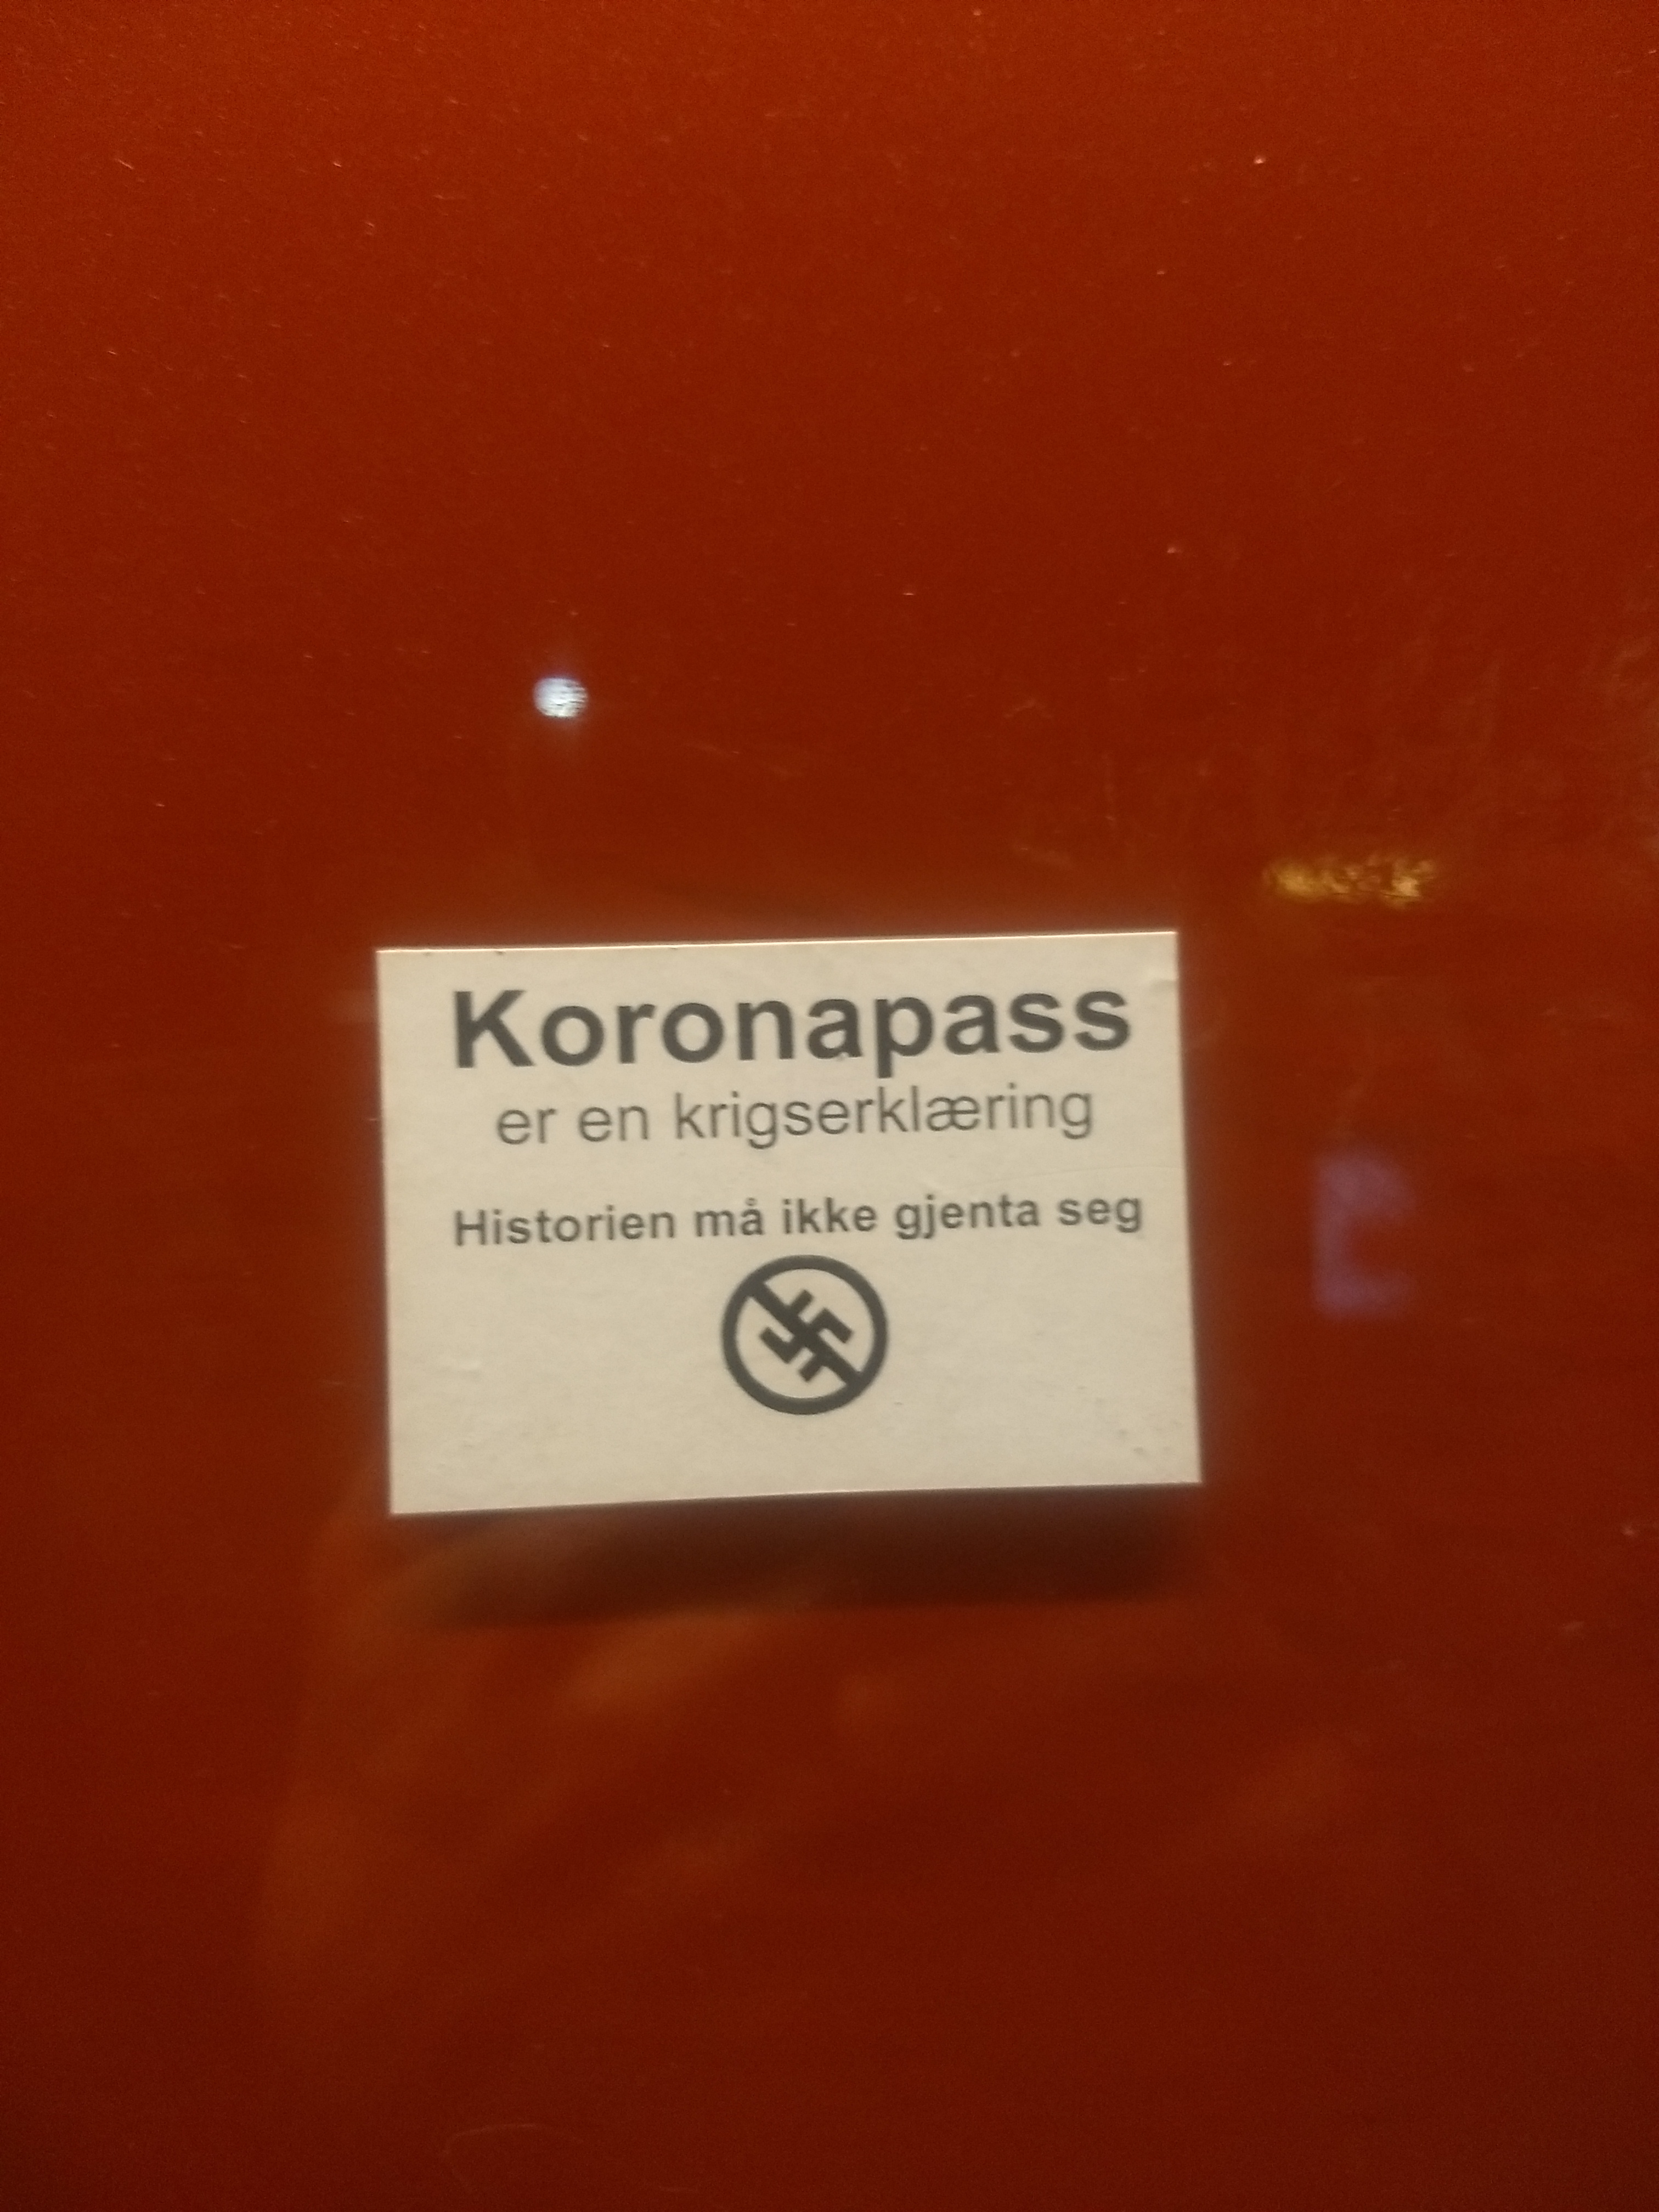 Koronapass
er en krigserklæring
Historien må ikke gjenta seg